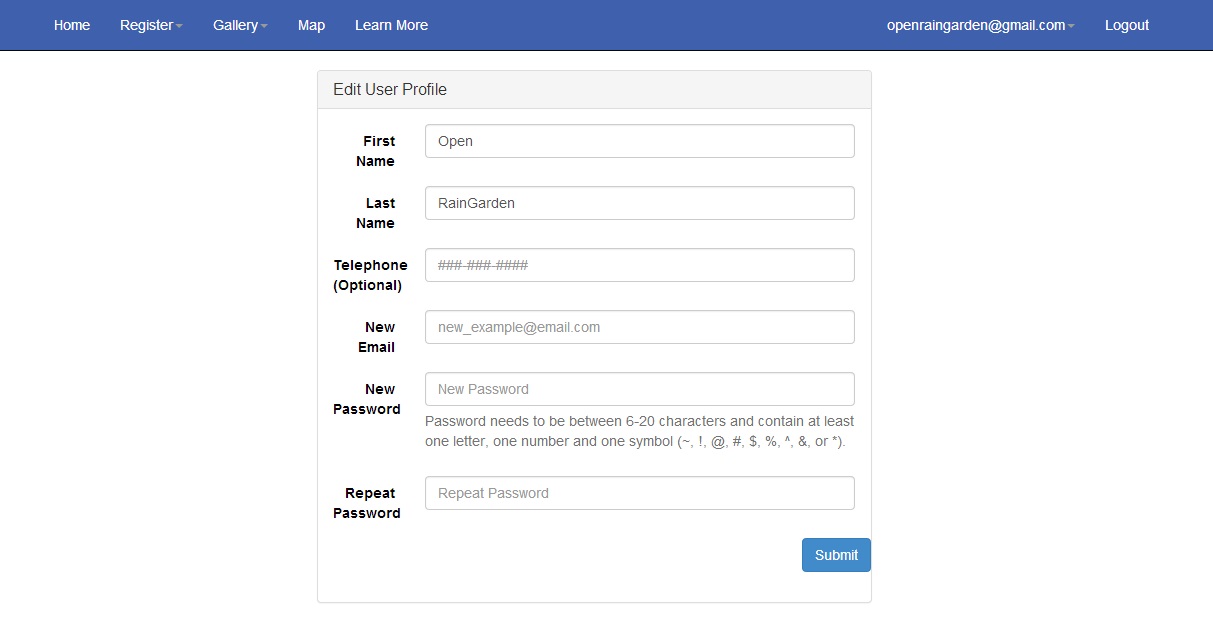 Home Register Gallery Map Learn More openraingarden@gmail.com Logout
Edit User Profile
First
Name
Open
Last
Name
RainGarden
Telephone
(Optional)
###-###-####
New
Email
new_example@email.com
New
Password
New Password
Password needs to be between 6-20 characters and contain at least
one letter, one number and one symbol (~, !, @, #, $, %, ^, &, or *).
Repeat
Password
Repeat Password
Submit